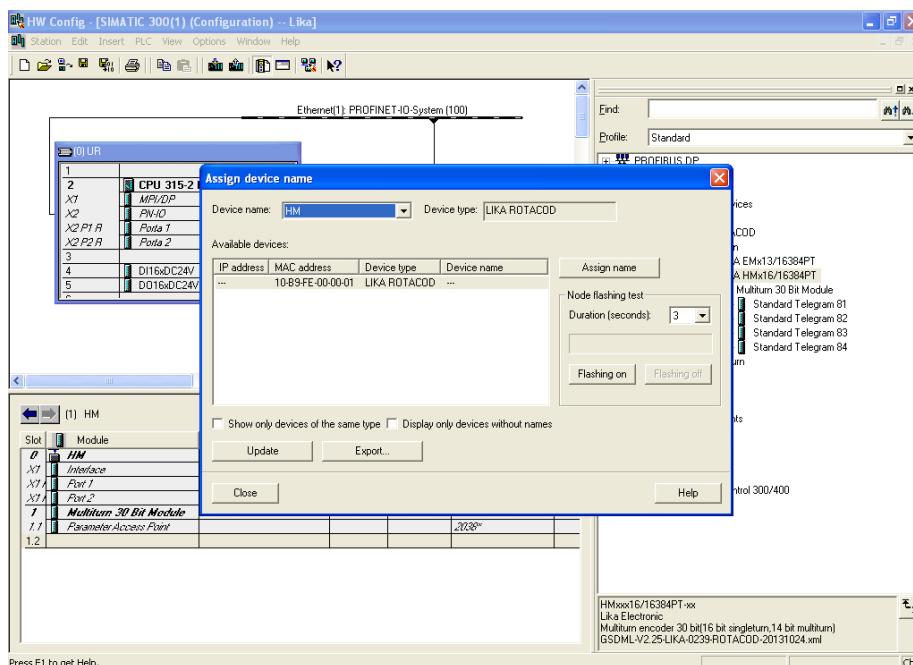 HW Config - [SIMATIC 300(1) (Configuration) -- Lika]
Station Edit Insert PLC View Options Window Help
Ethernet(1): PROFINET-IO-System (100)
(0) UR
1
2 CPU 315-2
X1 MPI/DP
X2 PN-IO
X2 P1 R Porta 1
X2 P2 R Porta 2
3
4 DI16xDC24V
5 DO16xDC24V
Find:
Profile: Standard
PROFIBUS DP
EMx13/16384PT
HMx16/16384PT
Multiturn 30 Bit Module
Standard Telegram 81
Standard Telegram 82
Standard Telegram 83
Standard Telegram 84
300/400
Assign device name
Device name: HM Device type: LIKA ROTACOD
Available devices:
IP address MAC address Device type Device name
--- 10-B9-FE-00-00-01 LIKA ROTACOD ---
Assign name
Node flashing test
Duration (seconds): 3
Flashing on Flashing off
Show only devices of the same type Display only devices without names
Update Export...
Close Help
(1) HM
Slot Module
0 HM
X1 Interface
X1 Port 1
X1 Port 2
1 Multiturn 30 Bit Module
1.1 Parameter Access Point 2038*
1.2
HMxxx16/16384PT-xx
Lika Electronic
Multiturn encoder 30 bit(16 bit singleturn,14 bit multiturn)
GSDML-V2.25-LIKA-0239-ROTACOD-20131024.xml
Press F1 to get Help.